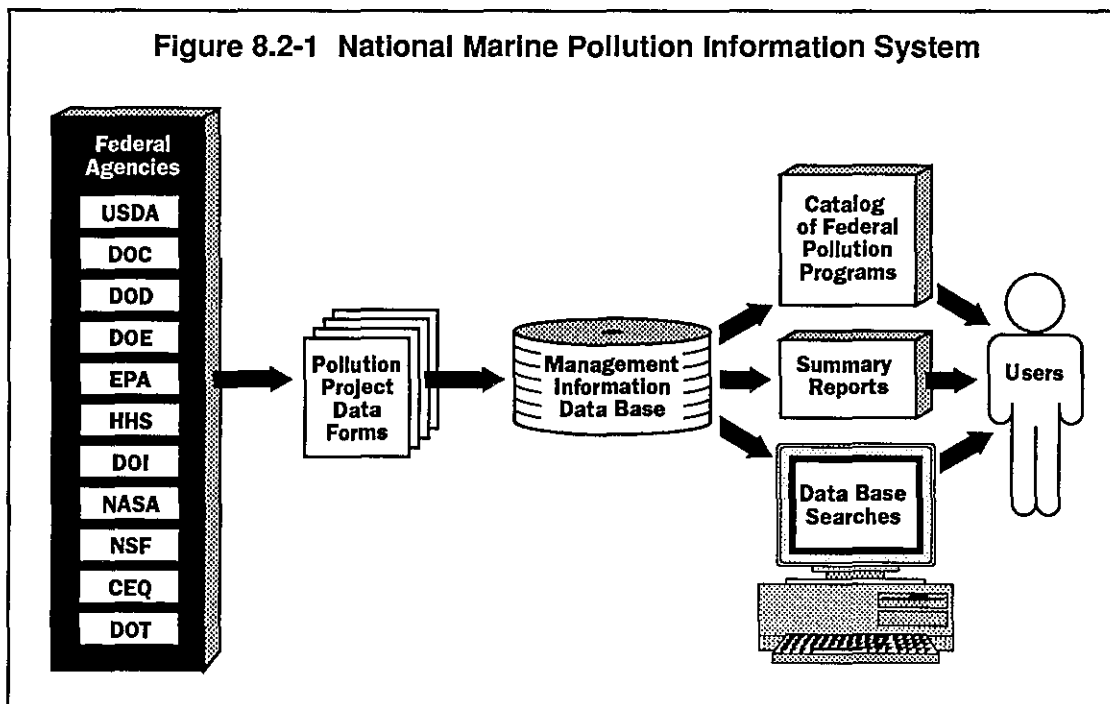 Figure 8.2-1 National Marine Pollution Information System
Federal
Agencies
USDA
DOC
DOD
DOE
EPA
HHS
DOI
NASA
NSF
CEQ
DOT
Pollution
Project
Data
Forms
Management
Information
Data Base
Catalog
of Federal
Pollution
Programs
Summary
Reports
Data Base
Searches
Users